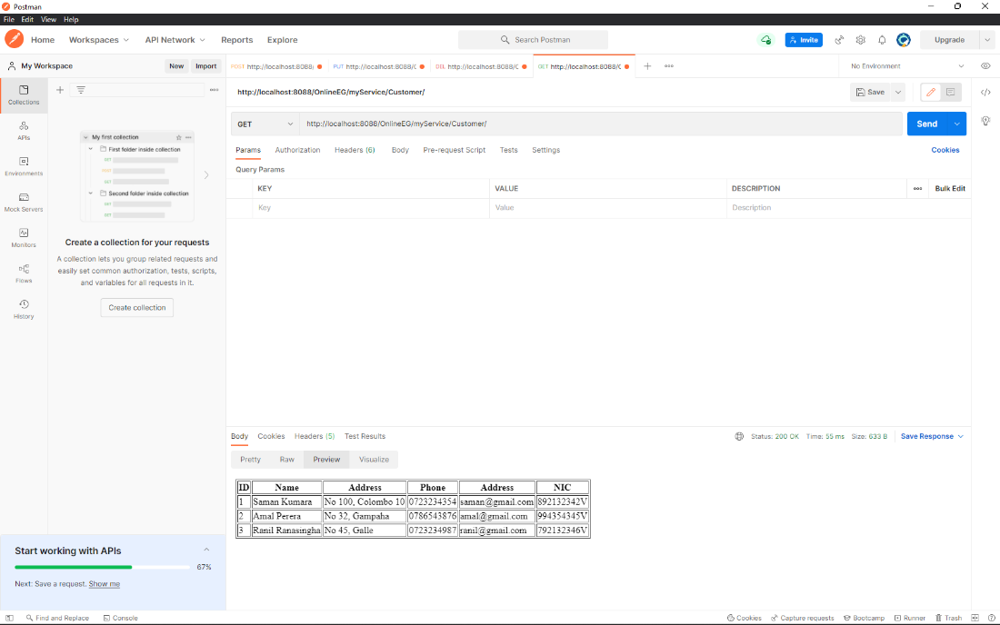 Postman
File Edit View Help
Home Workspaces API Network Reports Explore Search Postman Invite Upgrade
My Workspace New Import POST http://localhost:8088/ PUT http://localhost:8088/C DEL http://localhost:8088/C GET http://localhost:8088/C No Environment
Collections
APIs
Environments
Mock Servers
Monitors
Flows
History
My first collection
First folder inside collection
GET
POST
GET
Second folder inside collection
GET
GET
Create a collection for your requests
A collection lets you group related requests and
easily set common authorization, tests, scripts,
and variables for all requests in it.
Create collection
Start working with APIs
67%
Next: Save a request. Show me
http://localhost:8088/OnlineEG/myService/Customer/ Save
GET http://localhost:8088/OnlineEG/myService/Customer/ Send
Params Authorization Headers (6) Body Pre-request Script Tests Settings Cookies
Query Params
KEY VALUE DESCRIPTION Bulk Edit
Key Value Description
Body Cookies Headers (5) Test Results Status: 200 OK Time: 55 ms Size: 633 B Save Response
Pretty Raw Preview Visualize
ID Name Address Phone Address NIC
1 Saman Kumara No 100, Colombo 10 0723234354 saman@gmail.com 892132342V
2 Amal Perera No 32, Gampaha 0786543876 amal@gmail.com 994354345V
3 Ranil Ranasingha No 45, Galle 0723234987 ranil@gmail.com 792132346V
Find and Replace Console Cookies Capture requests Bootcamp Runner Trash